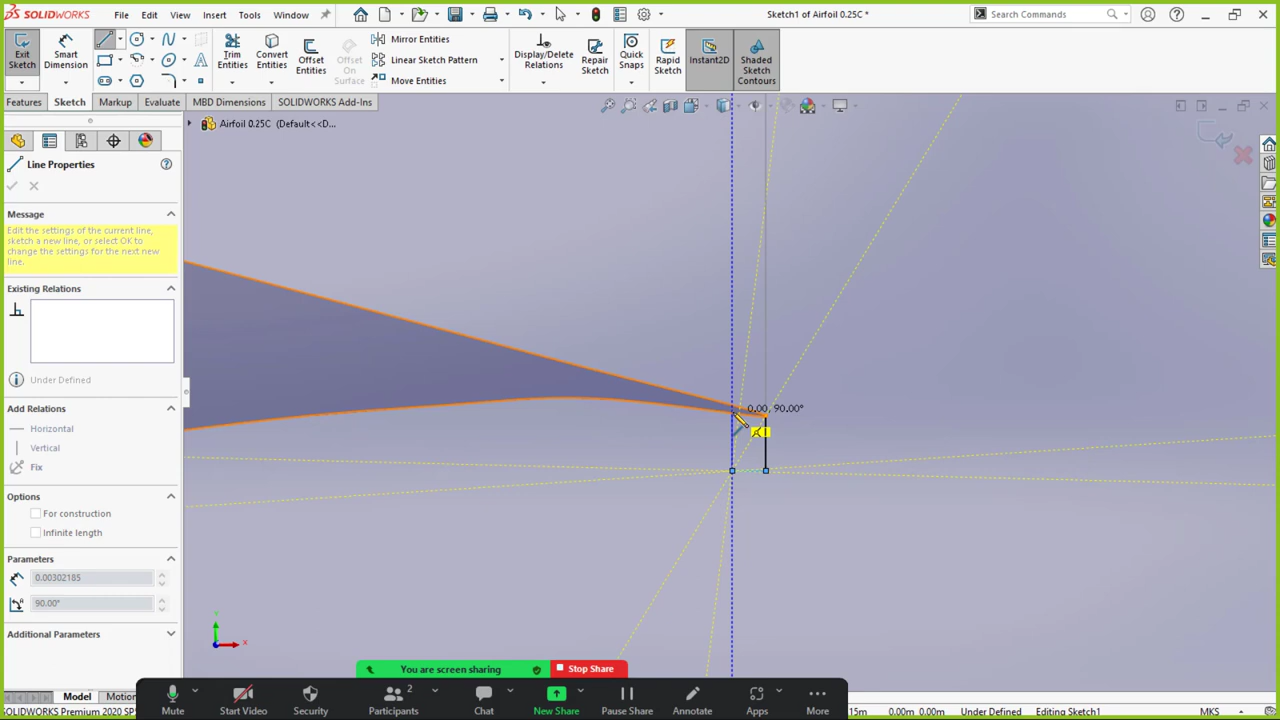 SOLIDWORKS File Edit View Insert Tools Window Sketch1 of Airfoil 0.25C * Search Commands
Exit Sketch
Smart Dimension
Trim Entities
Convert Entities
Offset Entities
Offset On Surface
Mirror Entities
Linear Sketch Pattern
Move Entities
Display/Delete Relations
Repair Sketch
Quick Snaps
Rapid Sketch
Instant2D
Shaded Sketch Contours
Features Sketch Markup Evaluate MBD Dimensions SOLIDWORKS Add-Ins
Airfoil 0.25C (Default<<D...
Line Properties
Message
Edit the settings of the current line,
sketch a new line, or select OK to
change the settings for the next new
line.
Existing Relations
Under Defined
Add Relations
Horizontal
Vertical
Fix
Options
For construction
Infinite length
Parameters
0.00302185
90.00°
Additional Parameters
0.00, 90.00°
Y
X
You are screen sharing Stop Share
Model Motion
Mute Start Video Security Participants 2 Chat New Share Pause Share Annotate Apps More
SOLIDWORKS Premium 2020 SP 15m 0.00m 0.00m Under Defined Editing Sketch1 MKS